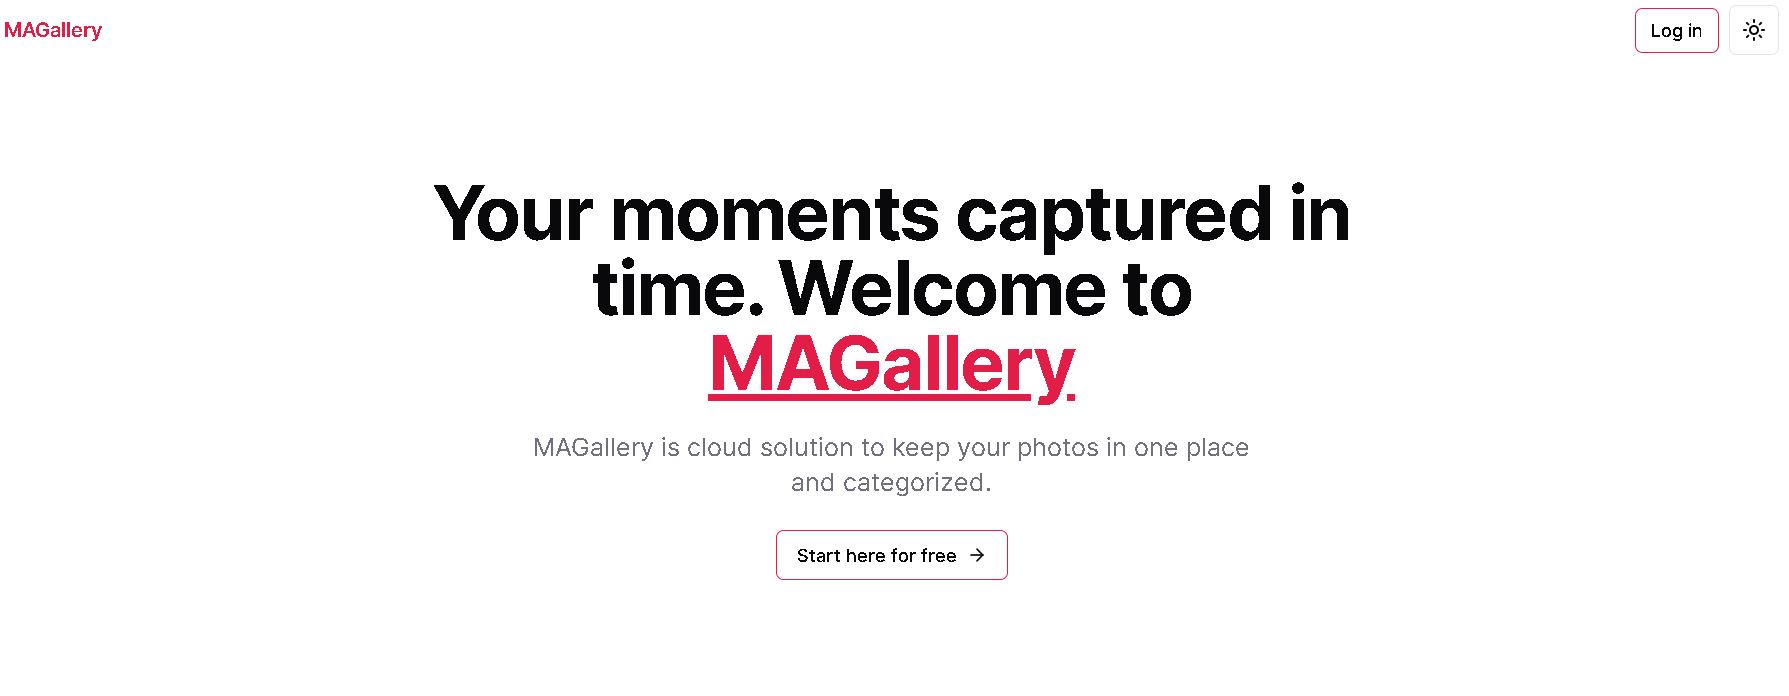 MAGallery
Log in
Your moments captured in
time. Welcome to
MAGallery
MAGallery is cloud solution to keep your photos in one place
and categorized.
Start here for free →